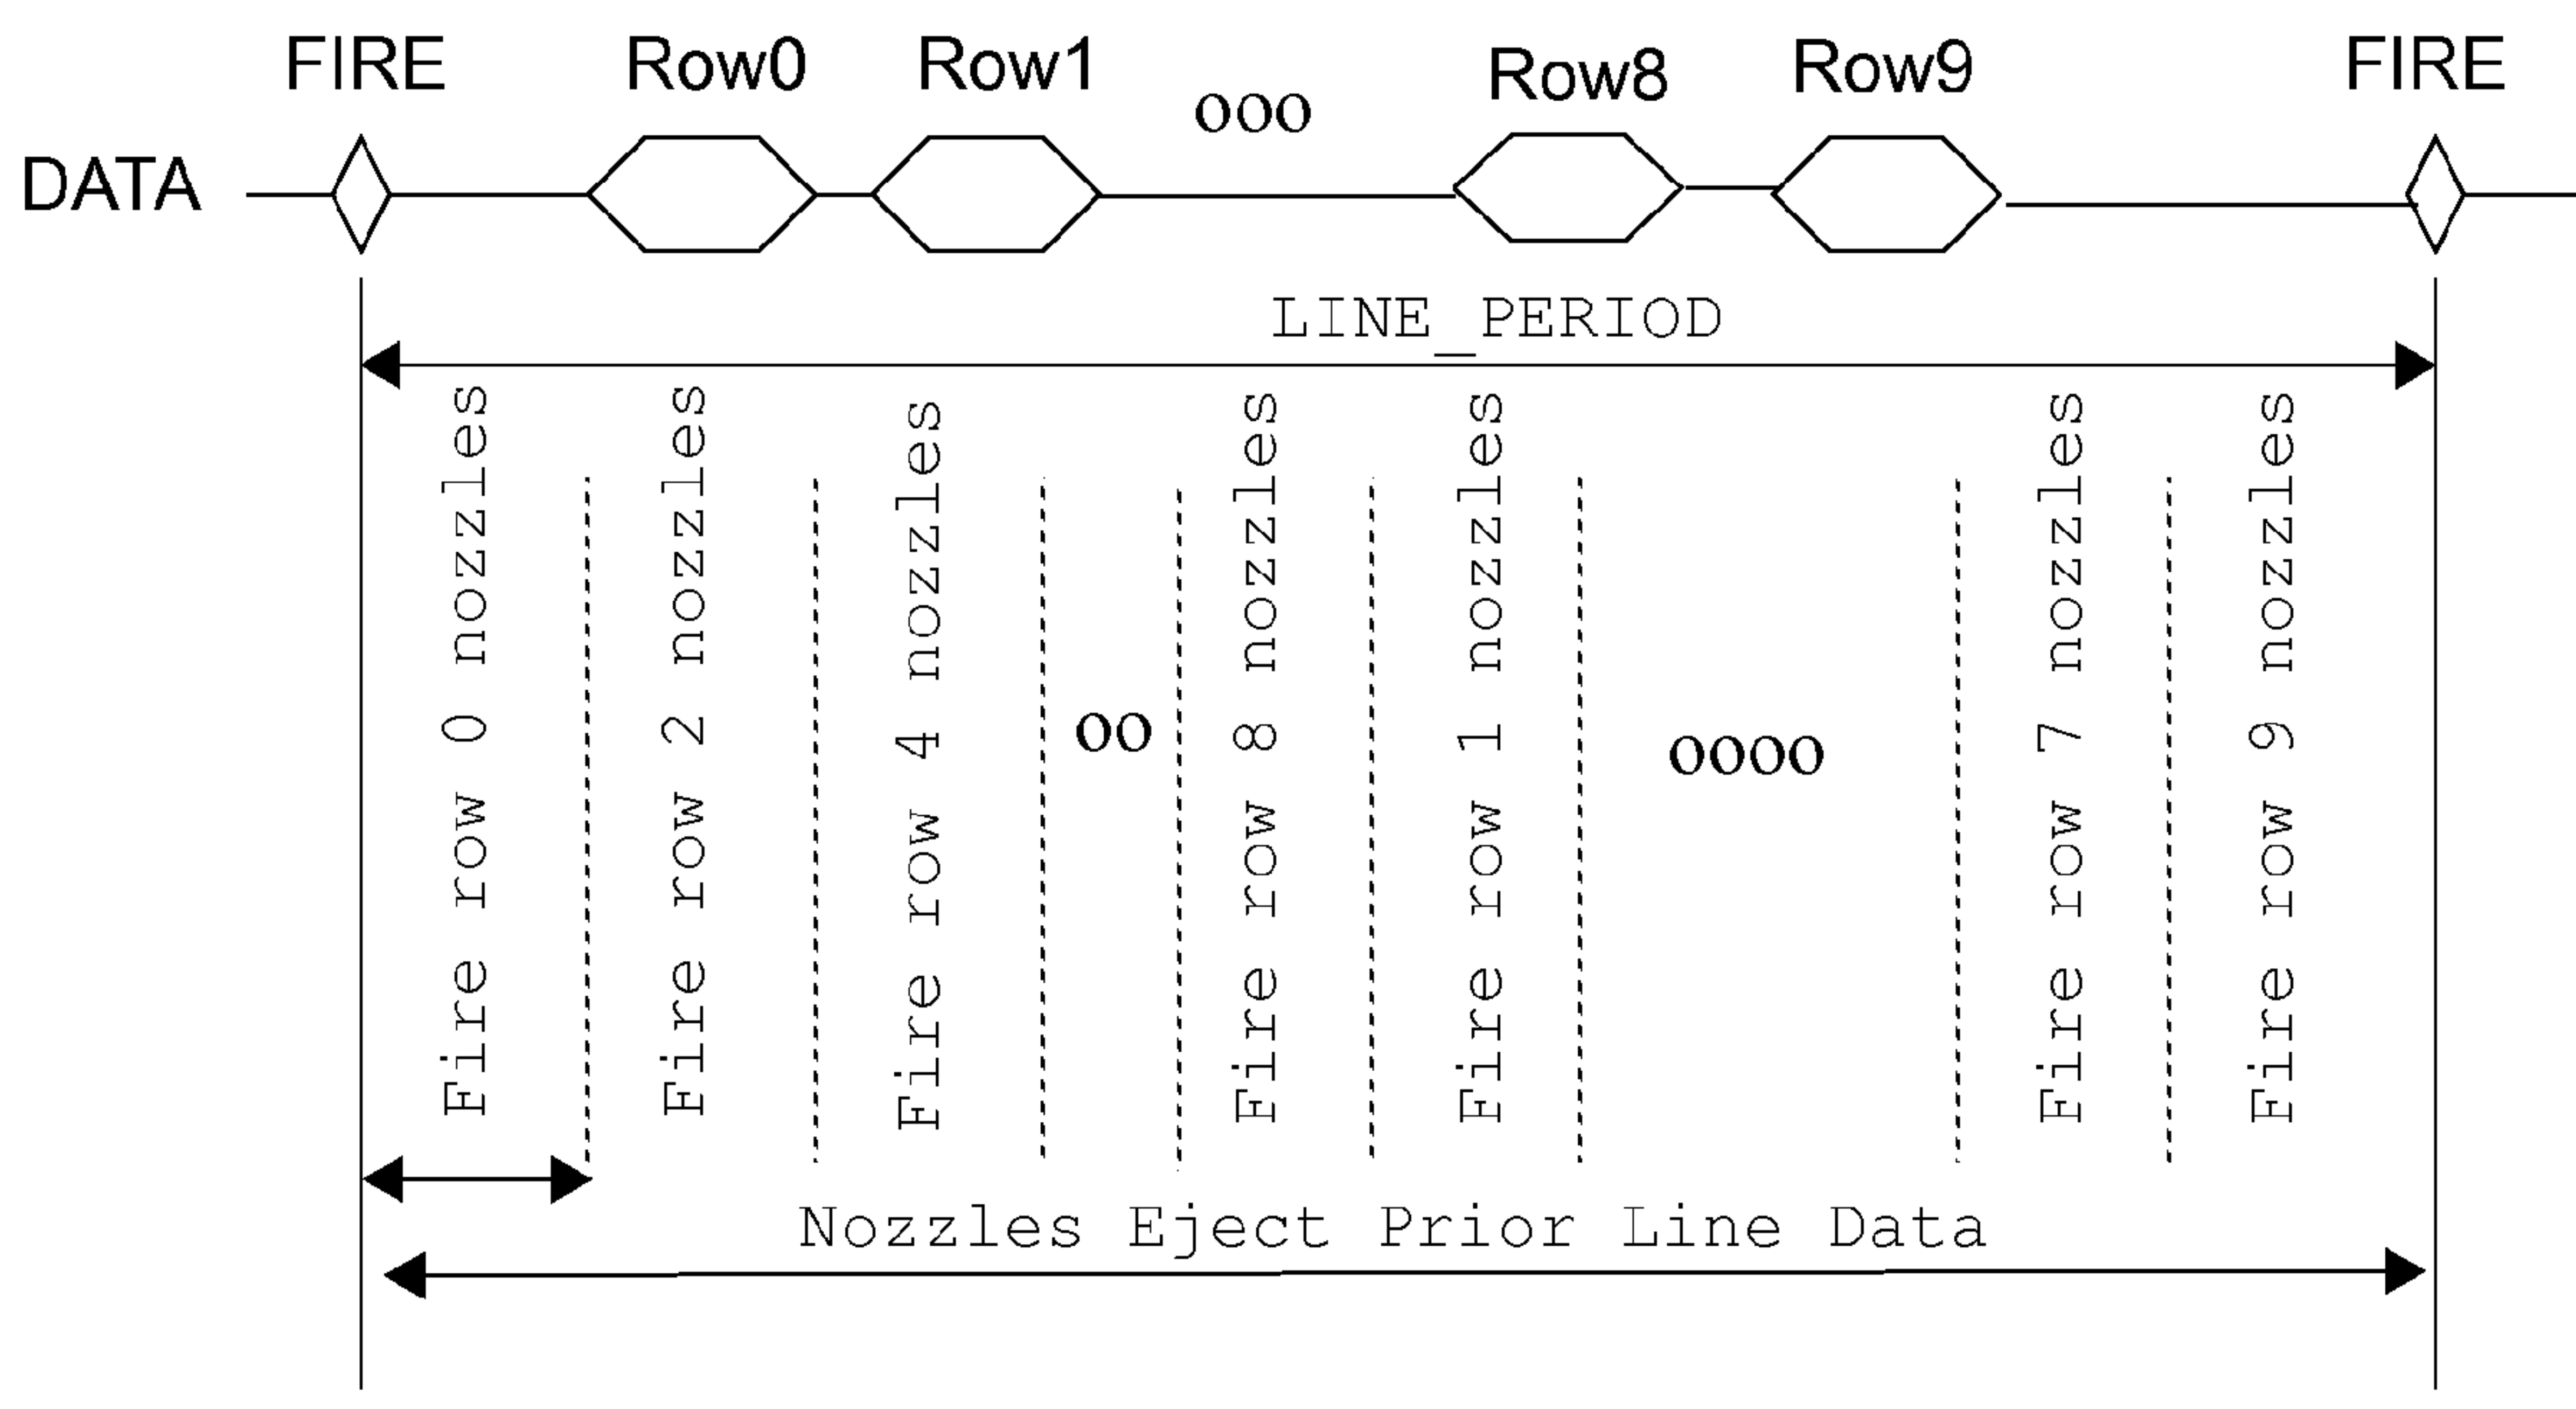 FIRE Row0 Row1 ooo Row8 Row9 FIRE
DATA
LINE_PERIOD
Fire row 0 nozzles
Fire row 2 nozzles
Fire row 4 nozzles
oo
Fire row 8 nozzles
Fire row 1 nozzles
oooo
Fire row 7 nozzles
Fire row 9 nozzles
Nozzles Eject Prior Line Data